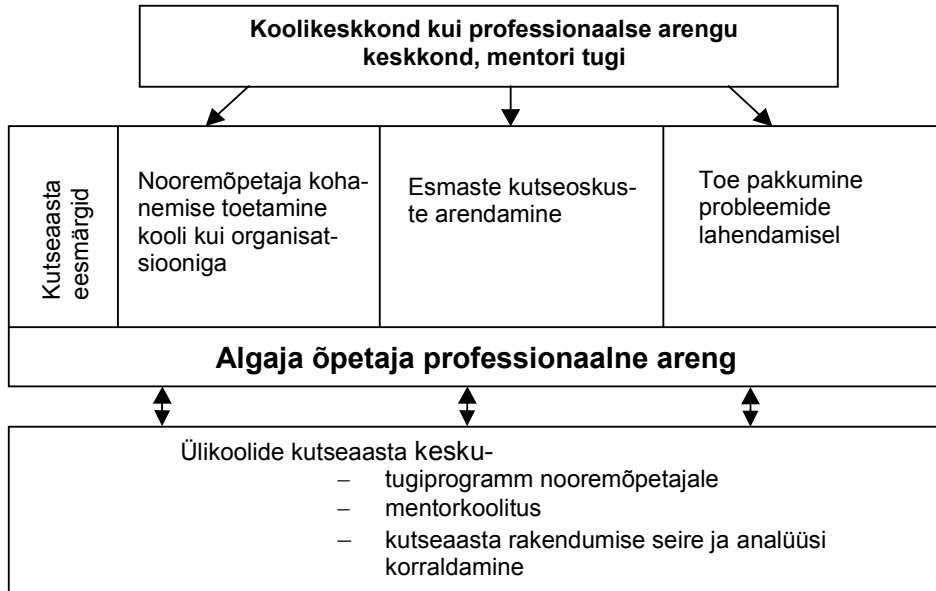 Koolikeskkond kui professionaalse arengu
keskkond, mentori tugi
Kutseaasta
eesmärgid
Nooremõpetaja koha-
nemise toetamine
kooli kui organisat-
siooniga
Esmaste kutseoskus-
te arendamine
Toe pakkumine
probleemide
lahendamisel
Algaja õpetaja professionaalne areng
Ülikoolide kutseaasta kesku-
– tugiprogramm nooremõpetajale
– mentorkoolitus
– kutseaasta rakendumise seire ja analüüsi
korraldamine